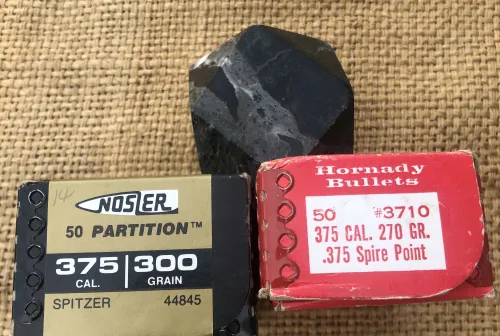 14
NOSLER
50 PARTITION™
375 | 300
CAL. GRAIN
SPITZER 44845
Hornady
Bullets
50 #3710
375 CAL. 270 GR.
.375 Spire Point